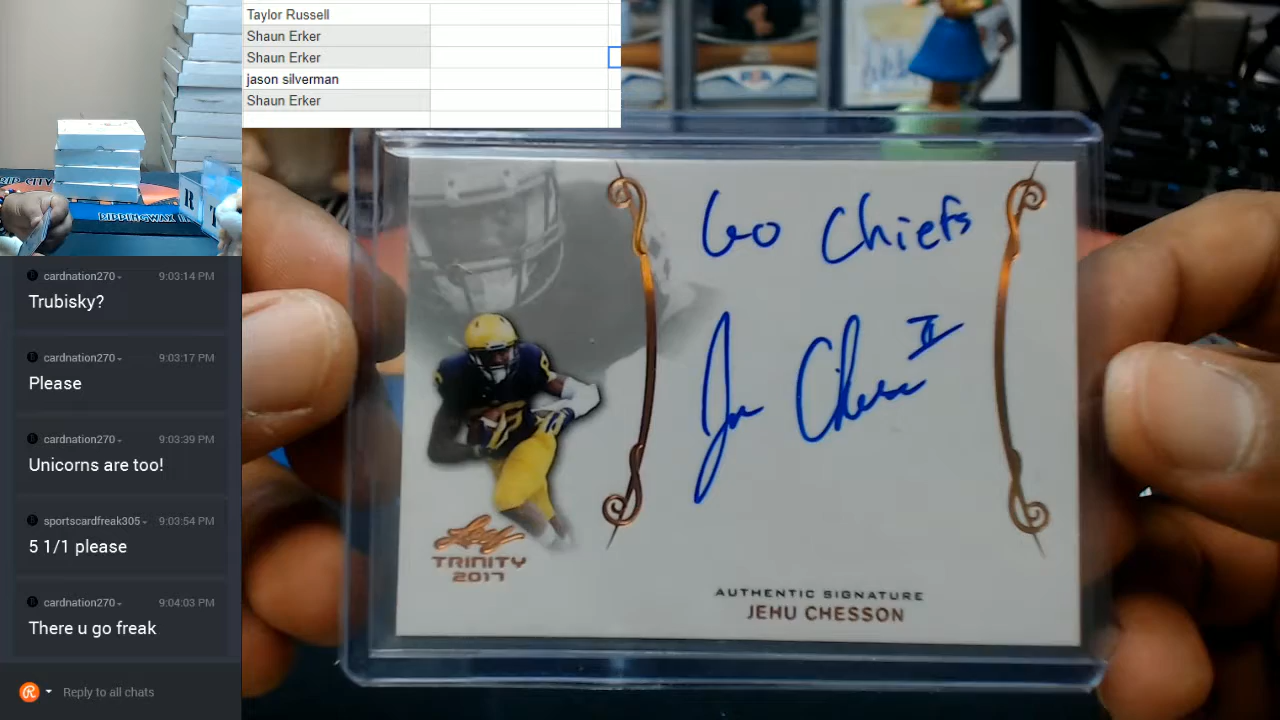 Taylor Russell
Shaun Erker
Shaun Erker
jason silverman
Shaun Erker
RIP-CITY
cardnation270
9:03:14 PM
Trubisky?
cardnation270
9:03:17 PM
Please
cardnation270
9:03:39 PM
Unicorns are too!
sportscardfreak305
9:03:54 PM
5 1/1 please
cardnation270
9:04:03 PM
There u go freak
Reply to all chats
Go Chiefs
II
Leaf
TRINITY
2017
AUTHENTIC SIGNATURE
JEHU CHESSON